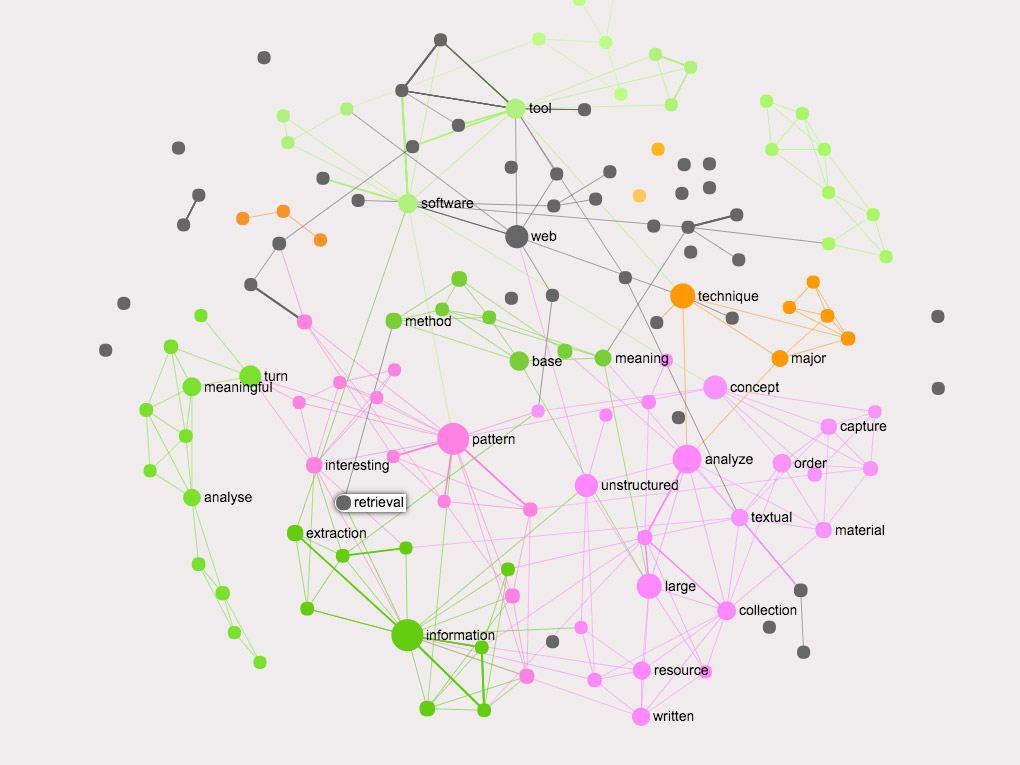 tool
software
web
technique
method
meaning
base
major
turn
meaningful
concept
capture
pattern
analyze
order
interesting
unstructured
analyse
retrieval
textual
material
extraction
large
collection
information
resource
written